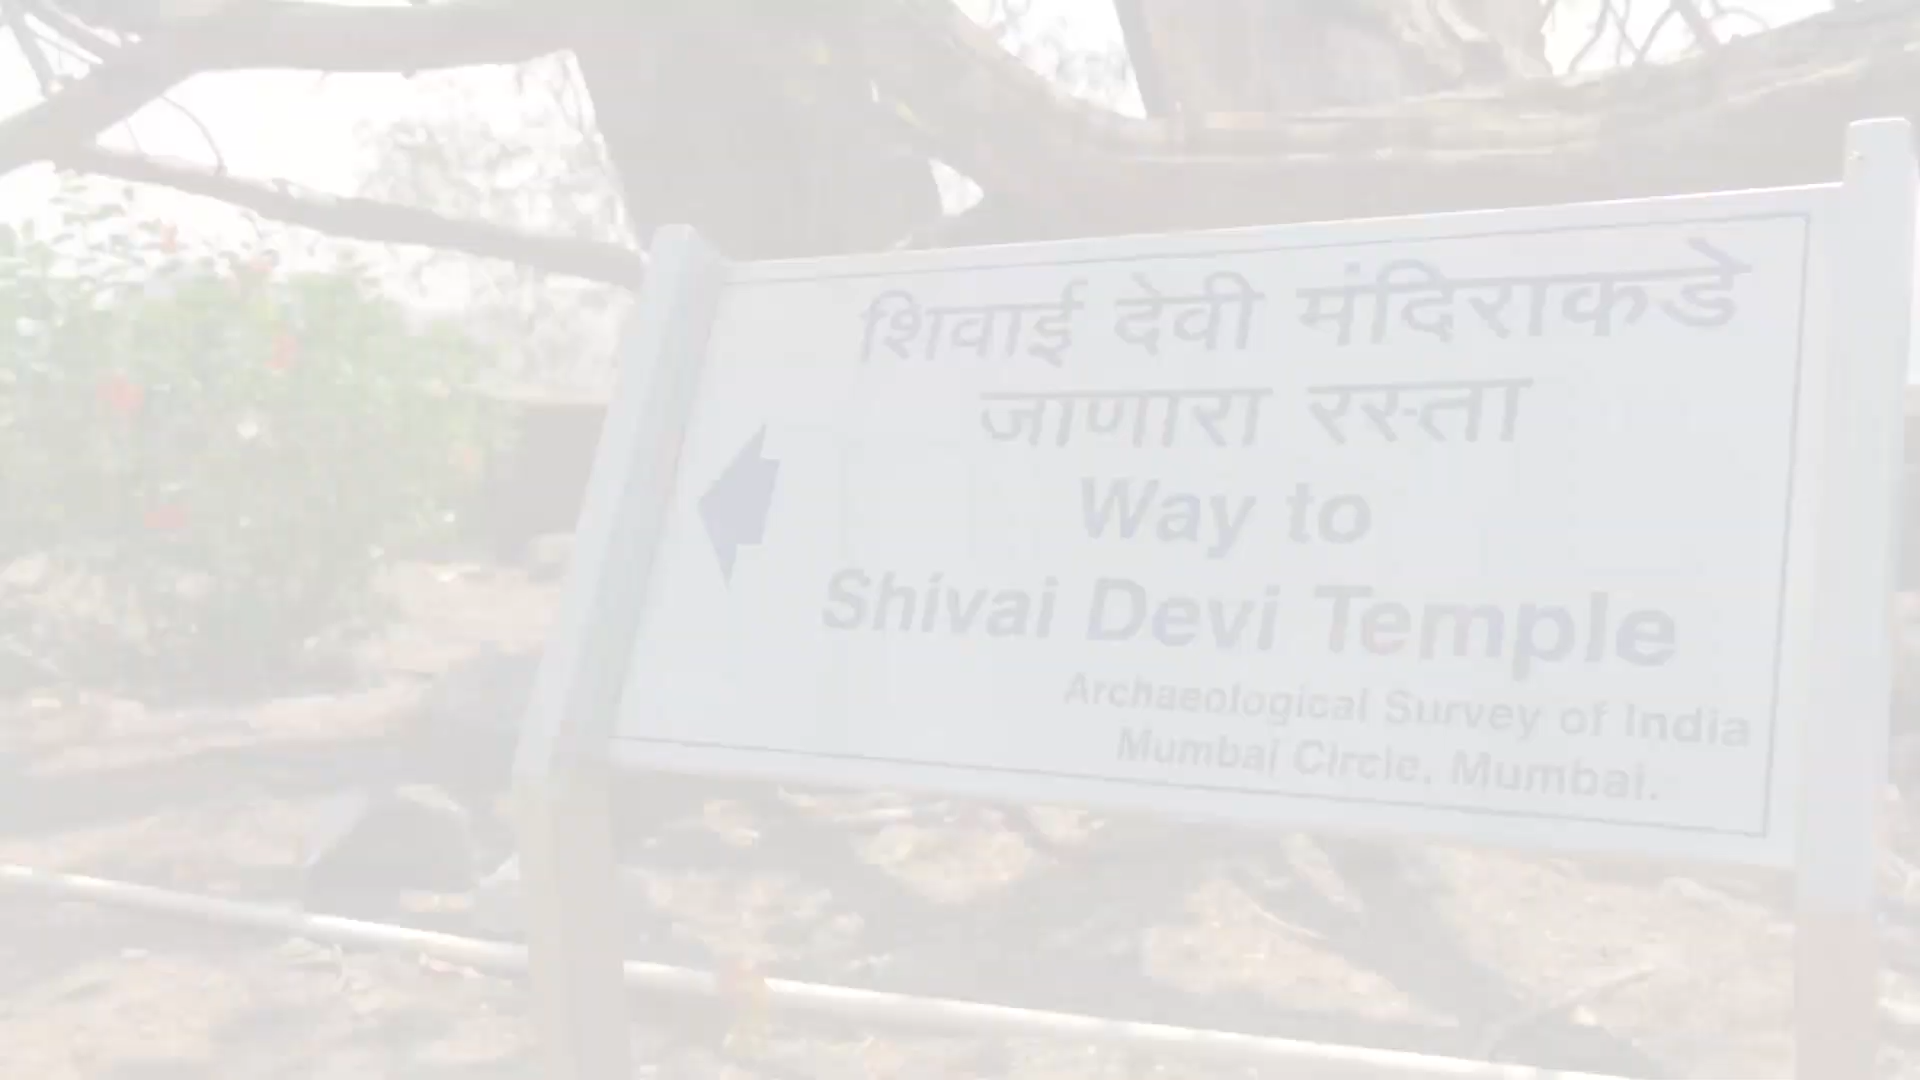 शिवाई देवी मंदिराकडे
जाणारा रस्ता
Way to
Shivai Devi Temple
Archaeological Survey of India
Mumbai Circle, Mumbai.